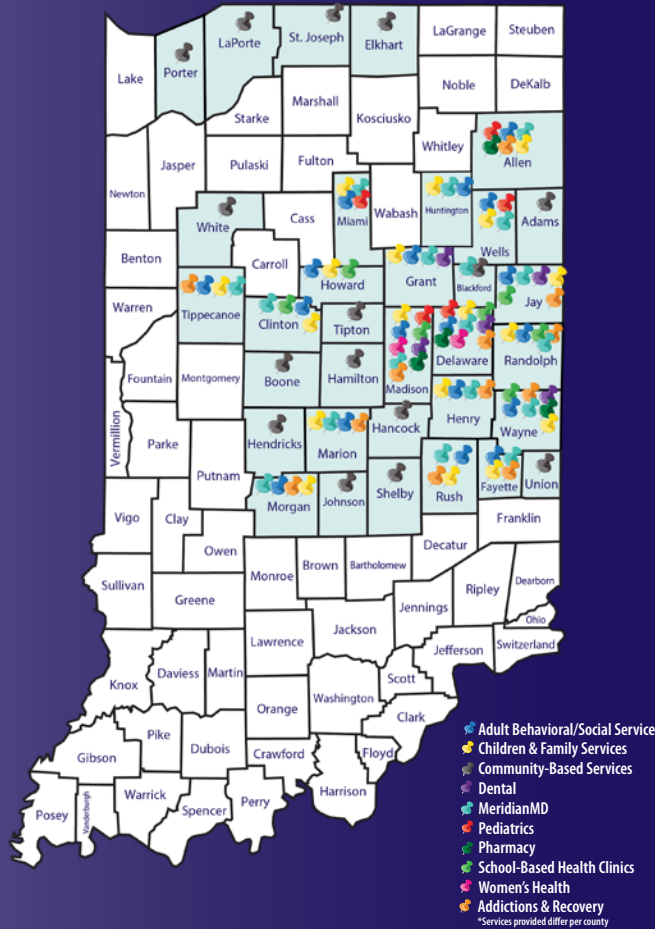 LaGrange
Steuben
St. Joseph
Elkhart
LaPorte
Porter
Lake
Noble
DeKalb
Marshall
Starke
Kosciusko
Whitley
Allen
Jasper
Pulaski
Fulton
Newton
Miami
Wabash
Huntington
White
Cass
Adams
Wells
Benton
Carroll
Howard
Grant
Blackford
Jay
Warren
Tippecanoe
Clinton
Tipton
Delaware
Randolph
Fountain
Montgomery
Boone
Hamilton
Madison
Vermillion
Parke
Hendricks
Marion
Hancock
Henry
Wayne
Putnam
Morgan
Johnson
Shelby
Rush
Fayette
Union
Vigo
Clay
Franklin
Owen
Decatur
Monroe
Brown
Bartholomew
Sullivan
Greene
Ripley
Dearborn
Jennings
Ohio
Lawrence
Jackson
Jefferson
Switzerland
Knox
Daviess
Martin
Scott
Washington
Orange
Clark
Pike
Dubois
Gibson
Crawford
Floyd
Harrison
Posey
Vanderburgh
Warrick
Spencer
Perry
Adult Behavioral/Social Service
Children & Family Services
Community-Based Services
Dental
MeridianMD
Pediatrics
Pharmacy
School-Based Health Clinics
Women's Health
Addictions & Recovery
*Services provided differ per county